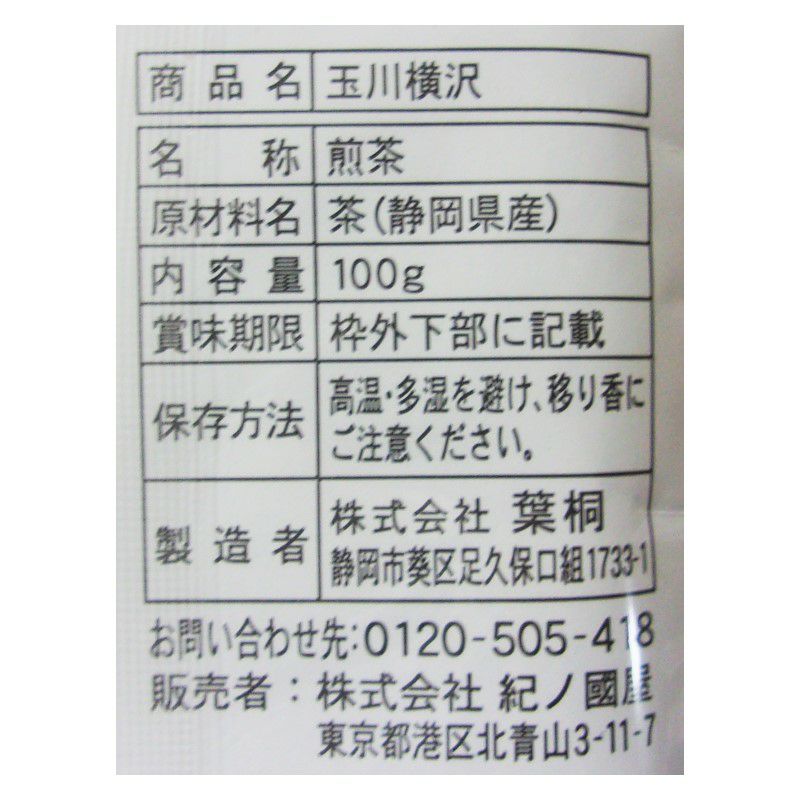 商品名 玉川横沢
名称 煎茶
原材料名 茶(静岡県産)
内容量 100g
賞味期限 枠外下部に記載
保存方法 高温・多湿を避け、移り香に
ご注意ください。
製造者 株式会社 葉桐
静岡市葵区足久保口組1733-1
お問い合わせ先:0120-505-418
販売者:株式会社 紀ノ國屋
東京都港区北青山3-11-7